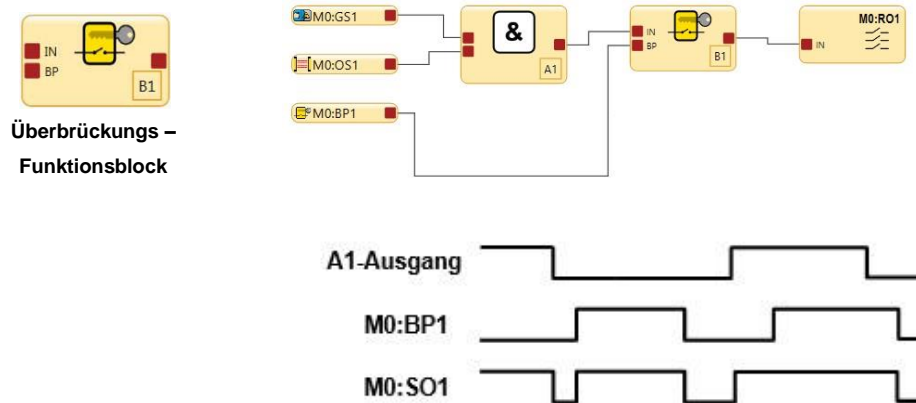 IN
BP
B1
Überbrückungs –
Funktionsblock
M0:GS1
M0:OS1
M0:BP1
&
A1
IN
BP
B1
M0:RO1
IN
A1-Ausgang
M0:BP1
M0:SO1